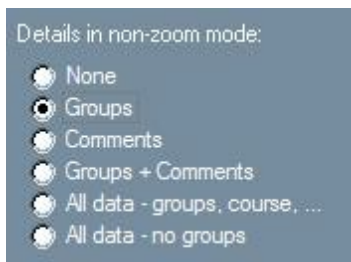 Details in non-zoom mode:
None
Groups
Comments
Groups + Comments
All data - groups, course, ...
All data - no groups